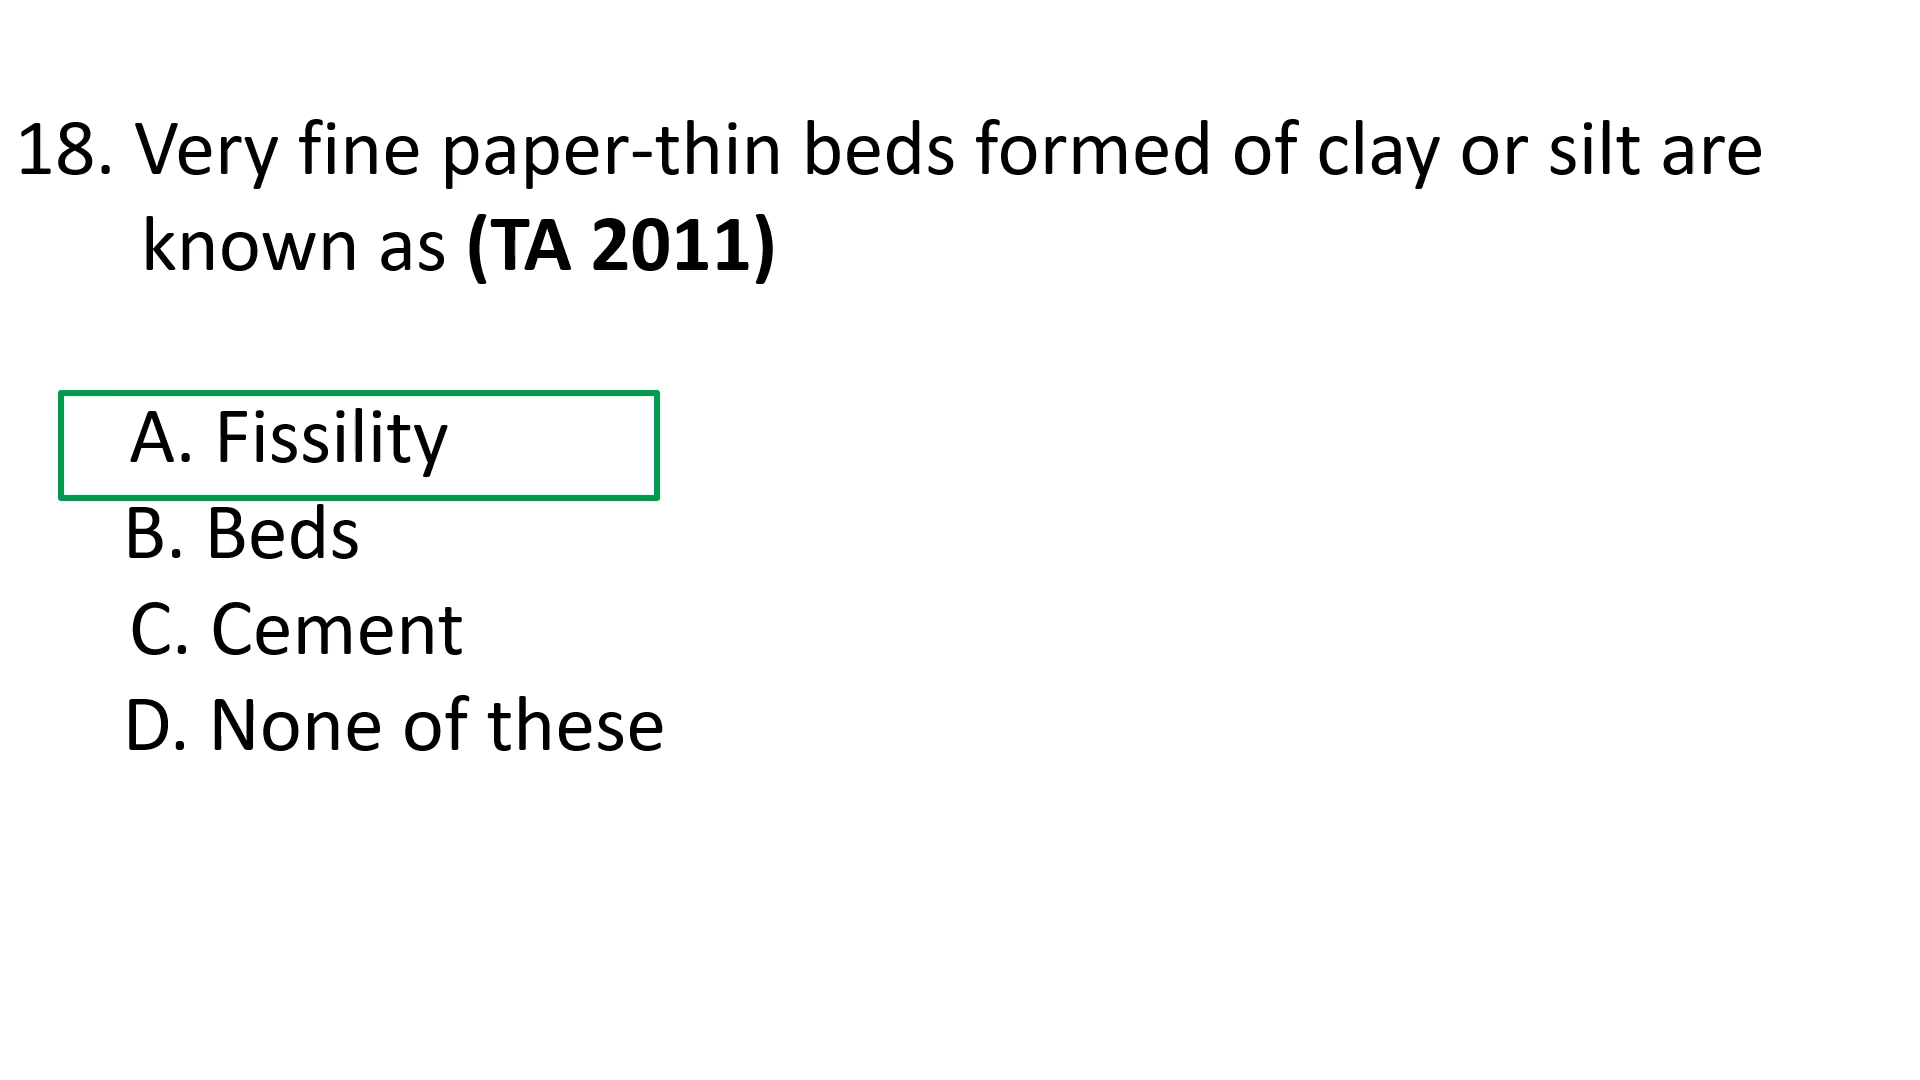 18. Very fine paper-thin beds formed of clay or silt are
known as (TA 2011)
A. Fissility
B. Beds
C. Cement
D. None of these